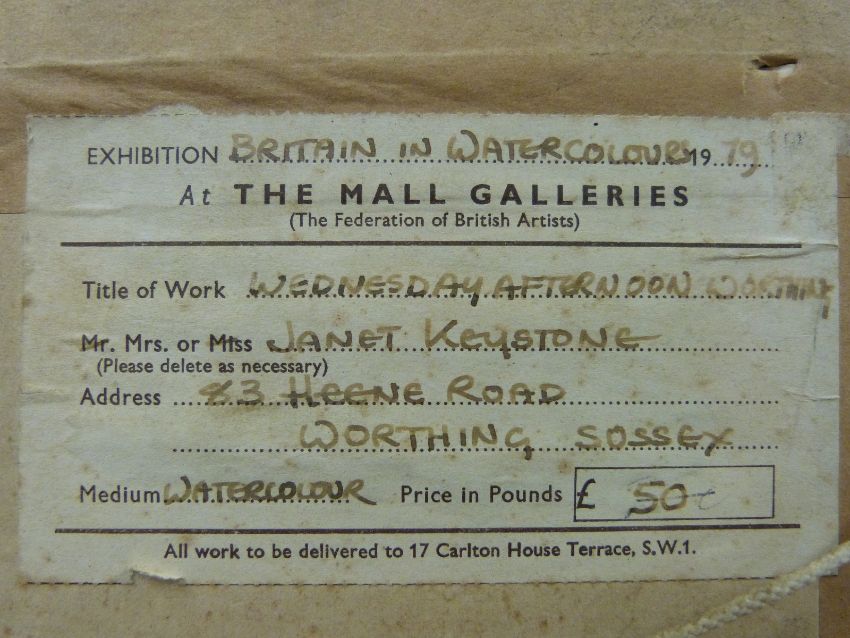 EXHIBITION BRITAIN IN WATERCOLOURS 1979
At THE MALL GALLERIES
(The Federation of British Artists)
Title of Work WEDNESDAY AFTERNOON WORTHING
Mr. Mrs. or Miss JANET KEYSTONE
(Please delete as necessary)
Address 83 HEENE ROAD
WORTHING, SUSSEX
Medium WATERCOLOUR Price in Pounds £ 50
All work to be delivered to 17 Carlton House Terrace, S.W.1.